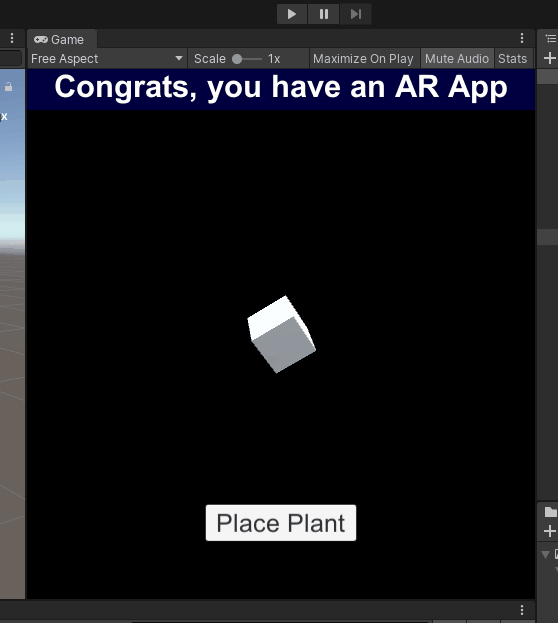 Game
Free Aspect
Scale 1x
Maximize On Play
Mute Audio
Stats
x
Congrats, you have an AR App
Place Plant